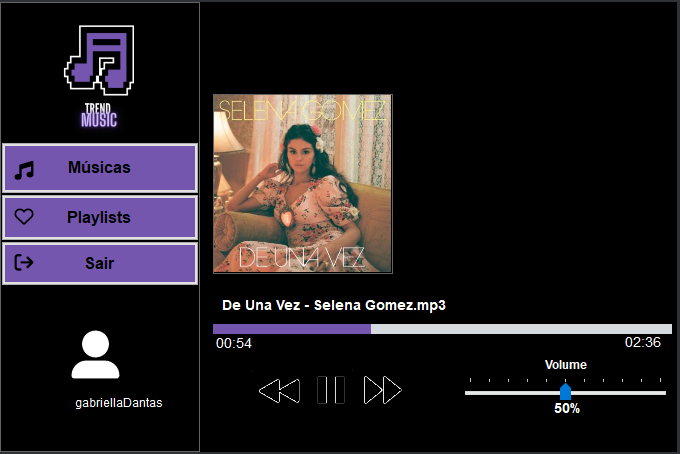 TREND
MUSIC
Músicas
Playlists
Sair
gabriellaDantas
SELENA GOMEZ
DE UNA VEZ
De Una Vez - Selena Gomez.mp3
00:54
02:36
Volume
50%